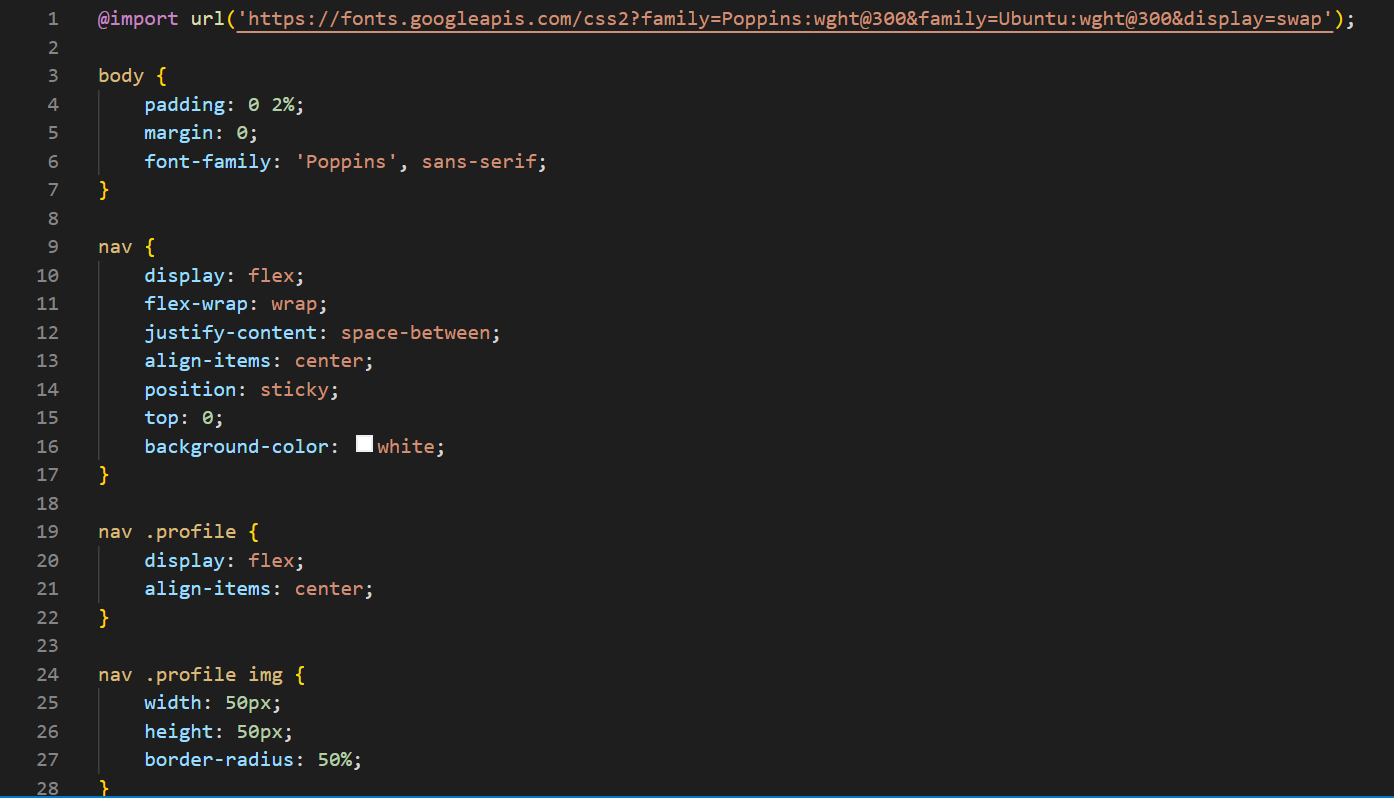 1 @import url('https://fonts.googleapis.com/css2?family=Poppins:wght@300&family=Ubuntu:wght@300&display=swap');
2
3 body {
4 padding: 0 2%;
5 margin: 0;
6 font-family: 'Poppins', sans-serif;
7 }
8
9 nav {
10 display: flex;
11 flex-wrap: wrap;
12 justify-content: space-between;
13 align-items: center;
14 position: sticky;
15 top: 0;
16 background-color: white;
17 }
18
19 nav .profile {
20 display: flex;
21 align-items: center;
22 }
23
24 nav .profile img {
25 width: 50px;
26 height: 50px;
27 border-radius: 50%;
28 }